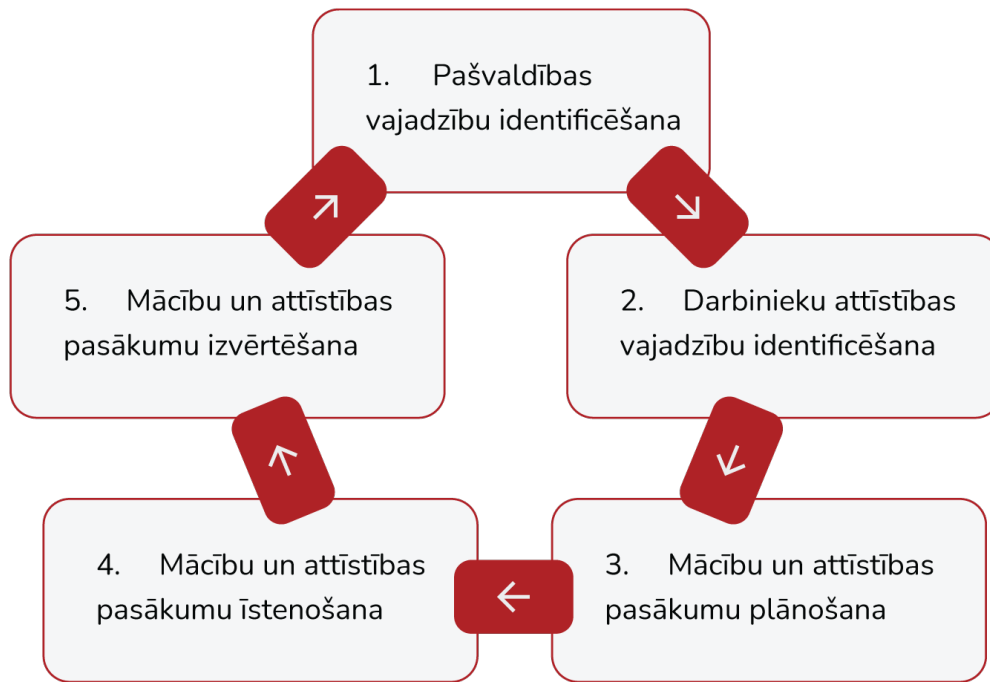 1. Pašvaldības
vajadzību identificēšana
2. Darbinieku attīstības
vajadzību identificēšana
3. Mācību un attīstības
pasākumu plānošana
4. Mācību un attīstības
pasākumu īstenošana
5. Mācību un attīstības
pasākumu izvērtēšana